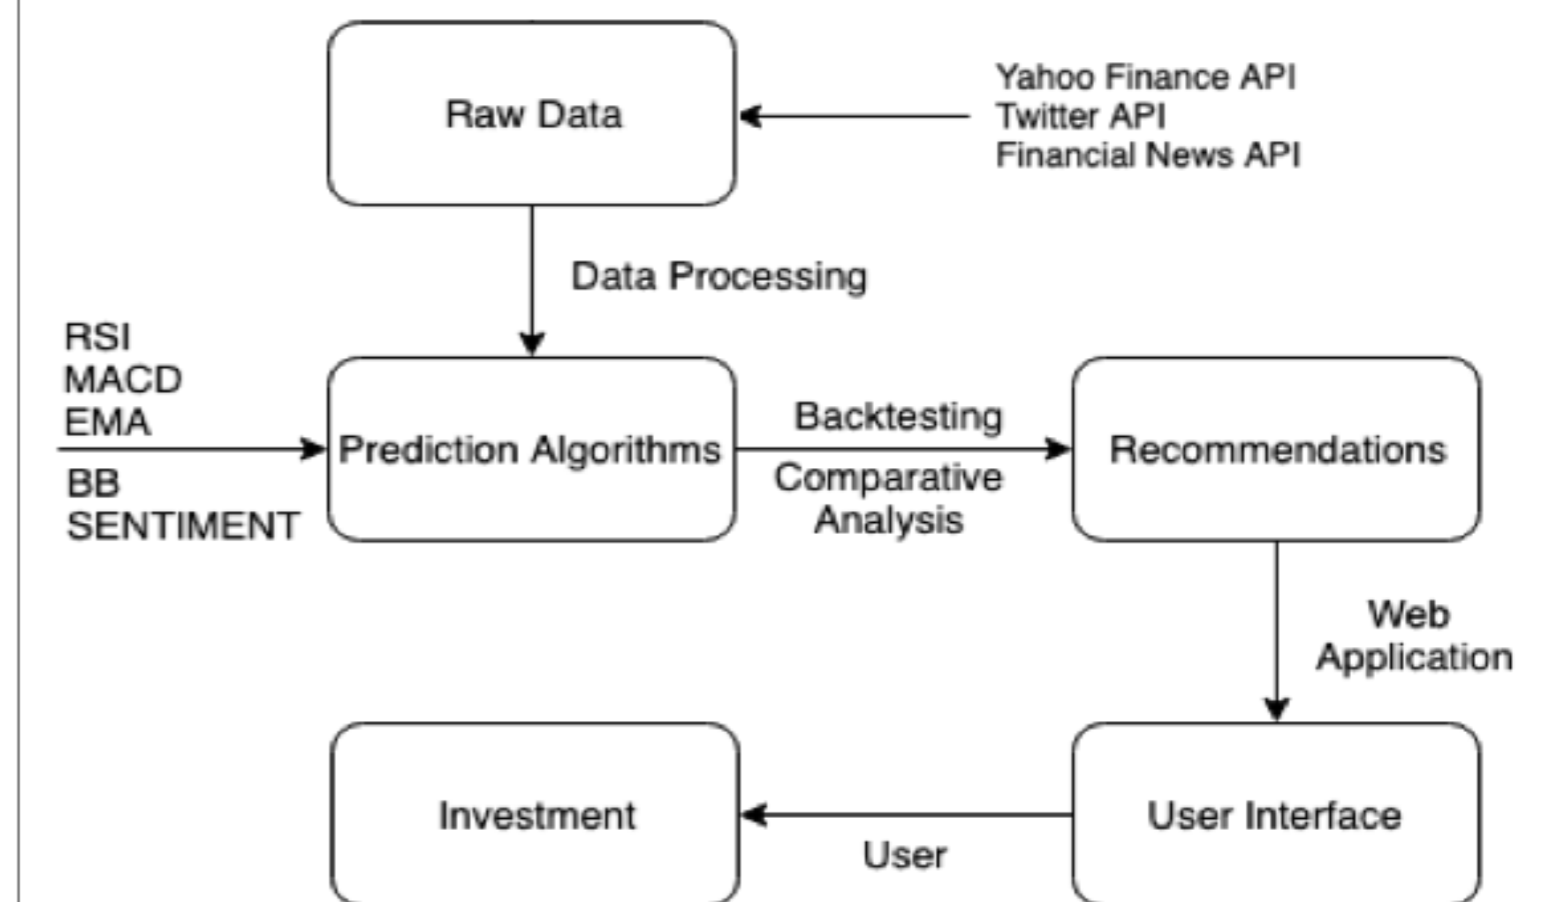 Raw Data
Yahoo Finance API
Twitter API
Financial News API
Data Processing
RSI
MACD
EMA
BB
SENTIMENT
Prediction Algorithms
Backtesting
Comparative
Analysis
Recommendations
Web
Application
User Interface
User
Investment